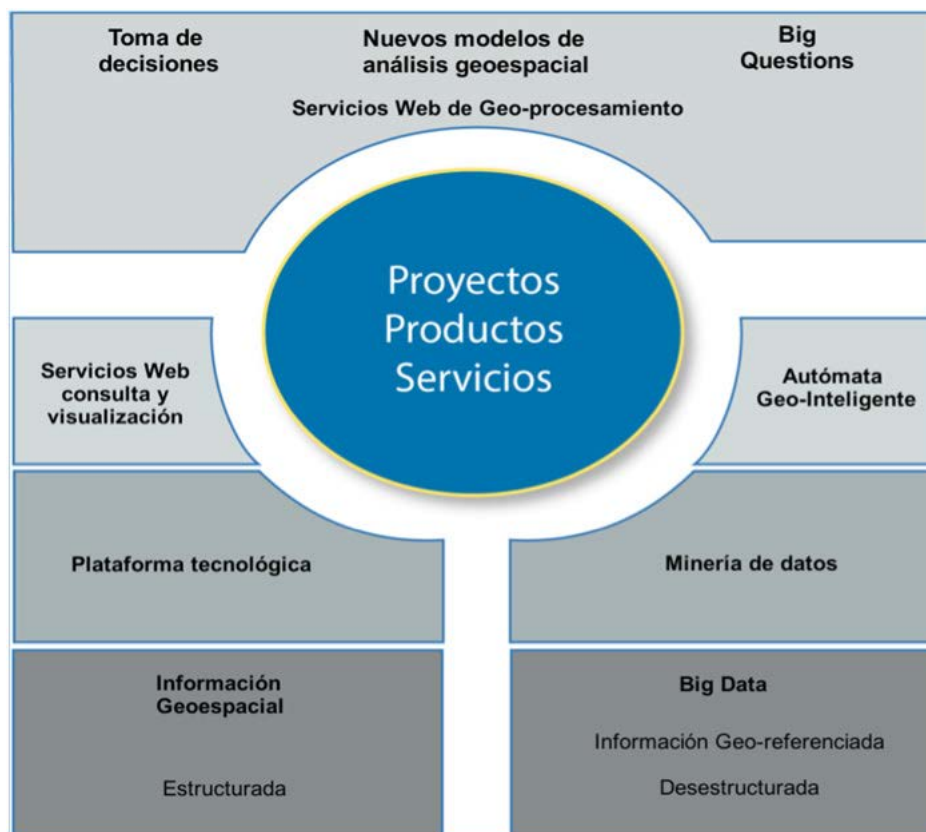 Toma de
decisiones
Nuevos modelos de
análisis geoespacial
Big
Questions
Servicios Web de Geo-procesamiento
Proyectos
Productos
Servicios
Servicios Web
consulta y
visualización
Autómata
Geo-Inteligente
Plataforma tecnológica
Minería de datos
Información
Geoespacial
Estructurada
Big Data
Información Geo-referenciada
Desestructurada